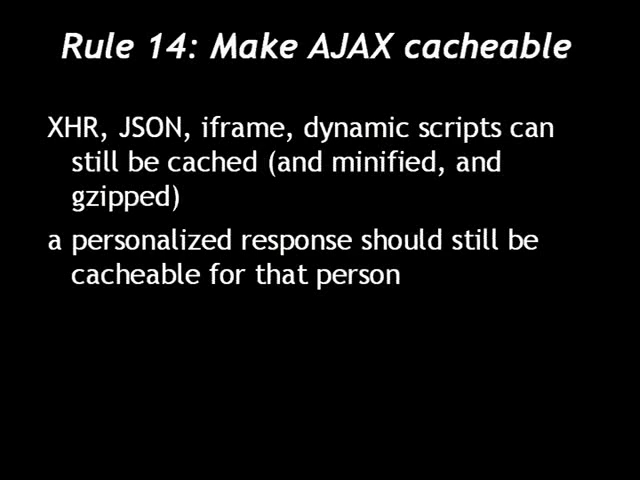 Rule 14: Make AJAX cacheable
XHR, JSON, iframe, dynamic scripts can
still be cached (and minified, and
gzipped)
a personalized response should still be
cacheable for that person